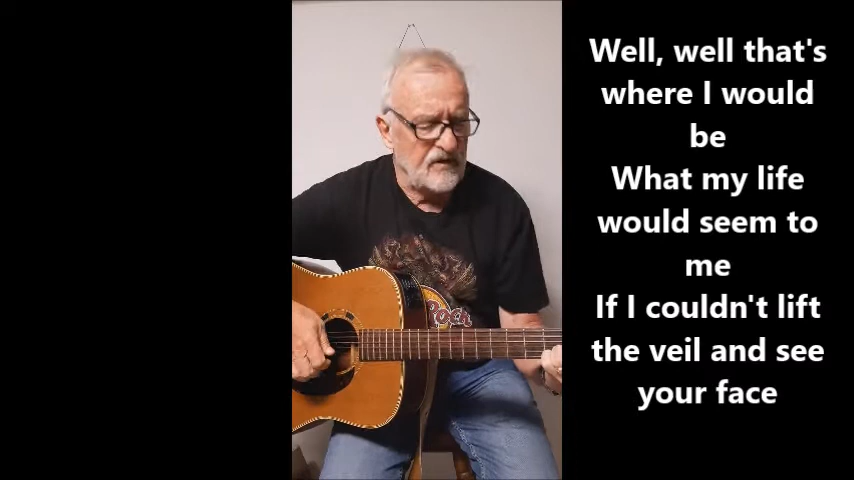 Well, well that's
where I would
be
What my life
would seem to
me
If I couldn't lift
the veil and see
your face
Rock